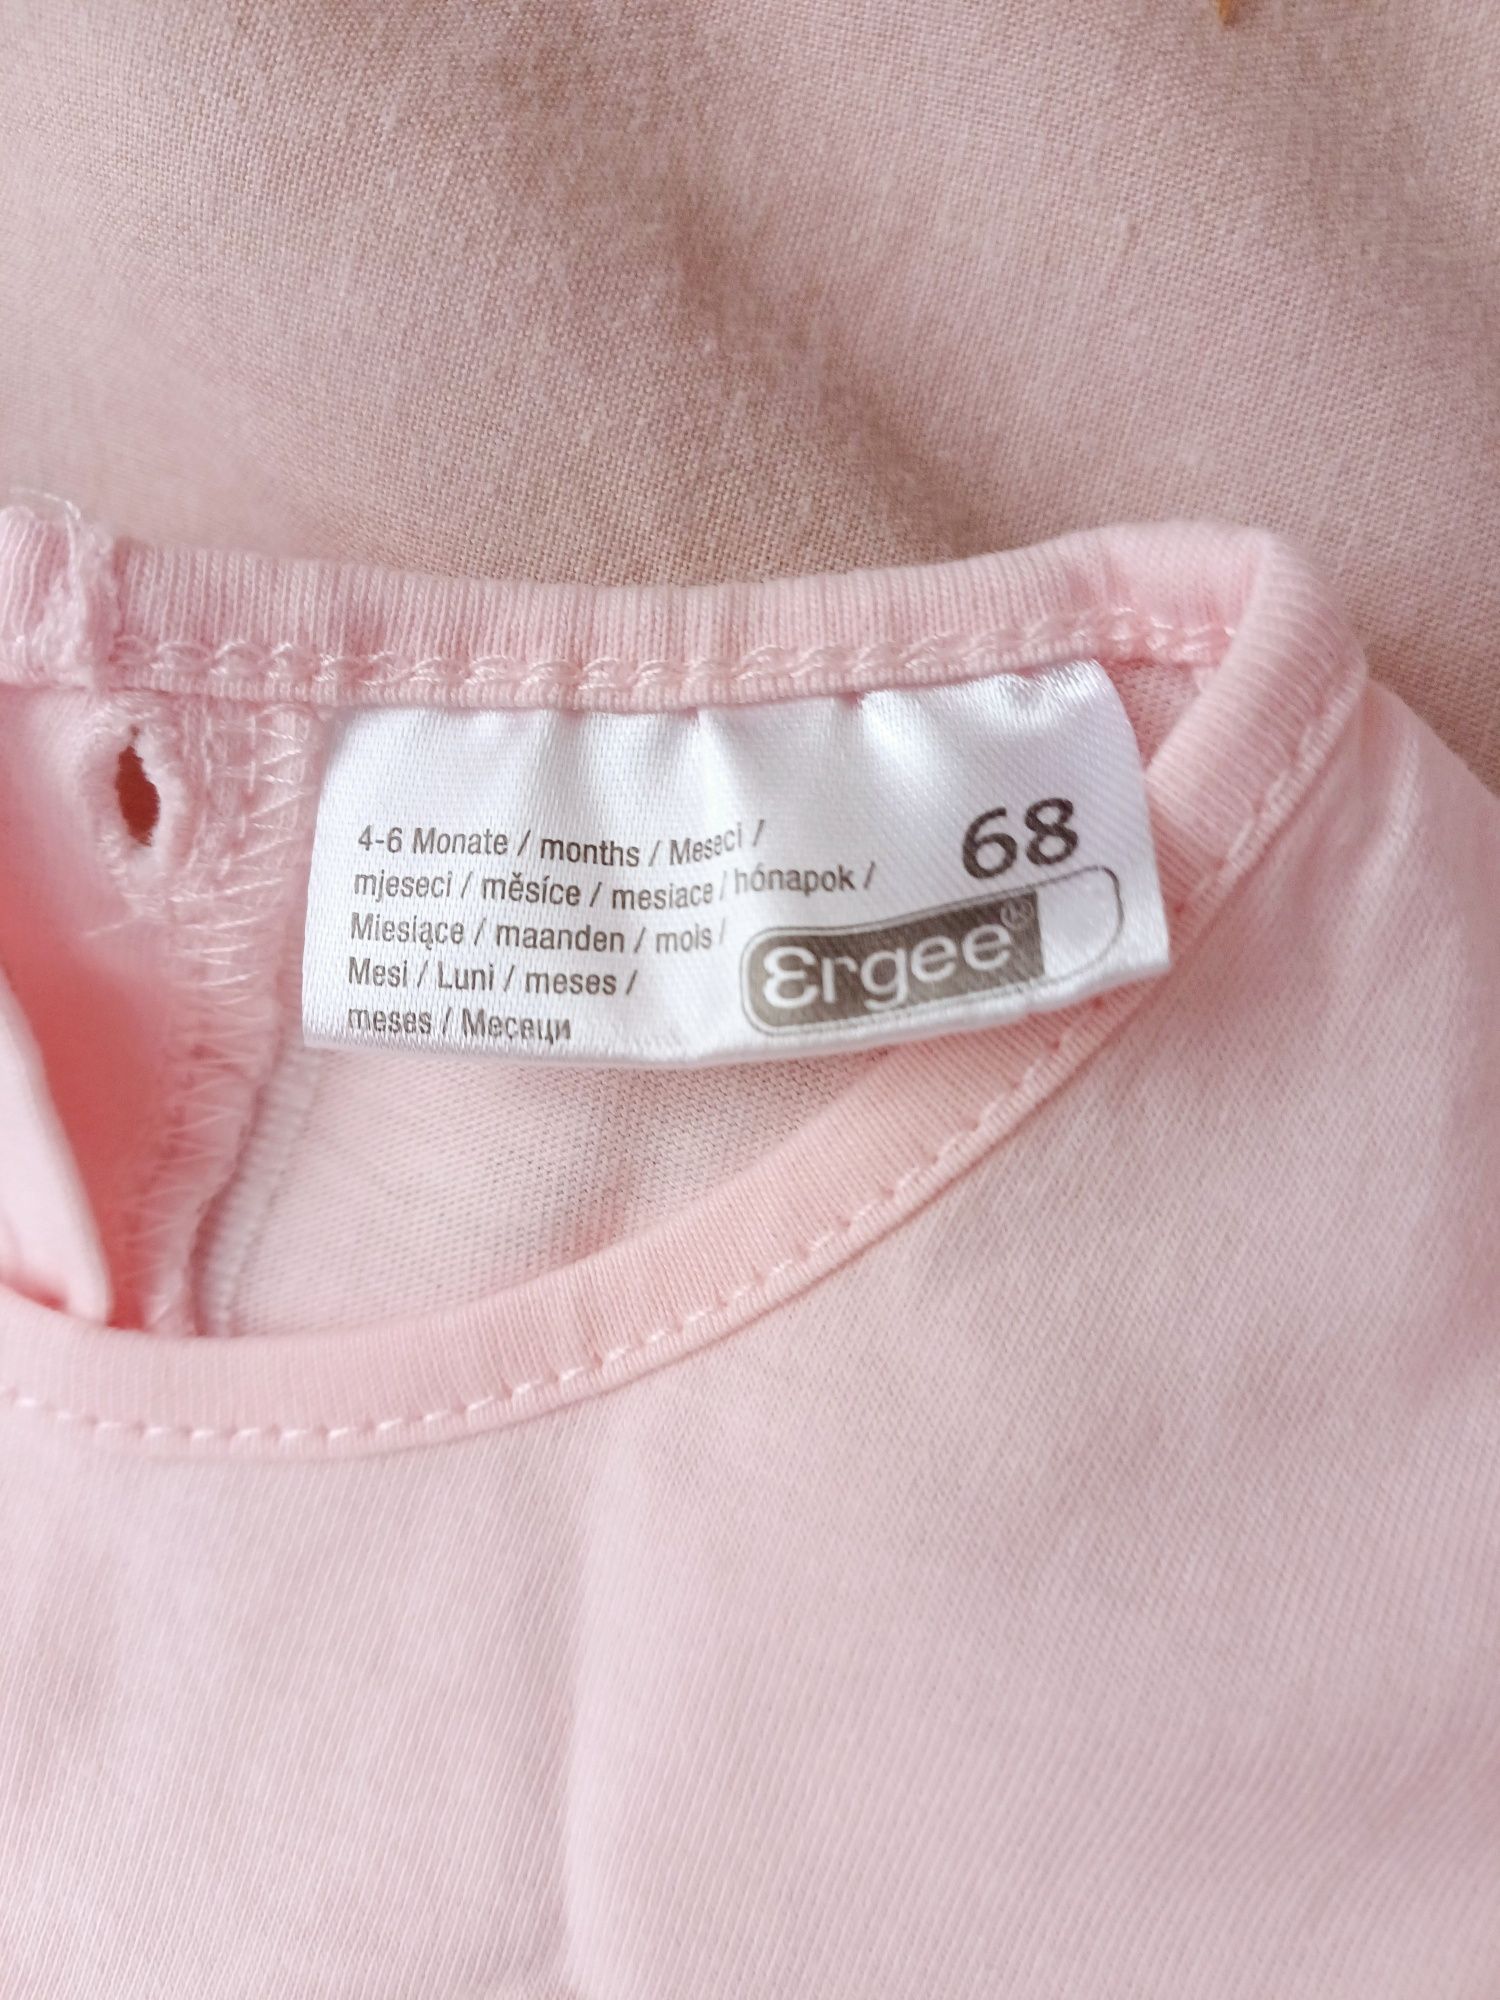 4-6 Monate / months / Meseci /
mjeseci / měsíce / mesiace / hónapok /
Miesiące / maanden / mois /
Mesi / Luni / meses /
meses / Месеци
68
Ergee®